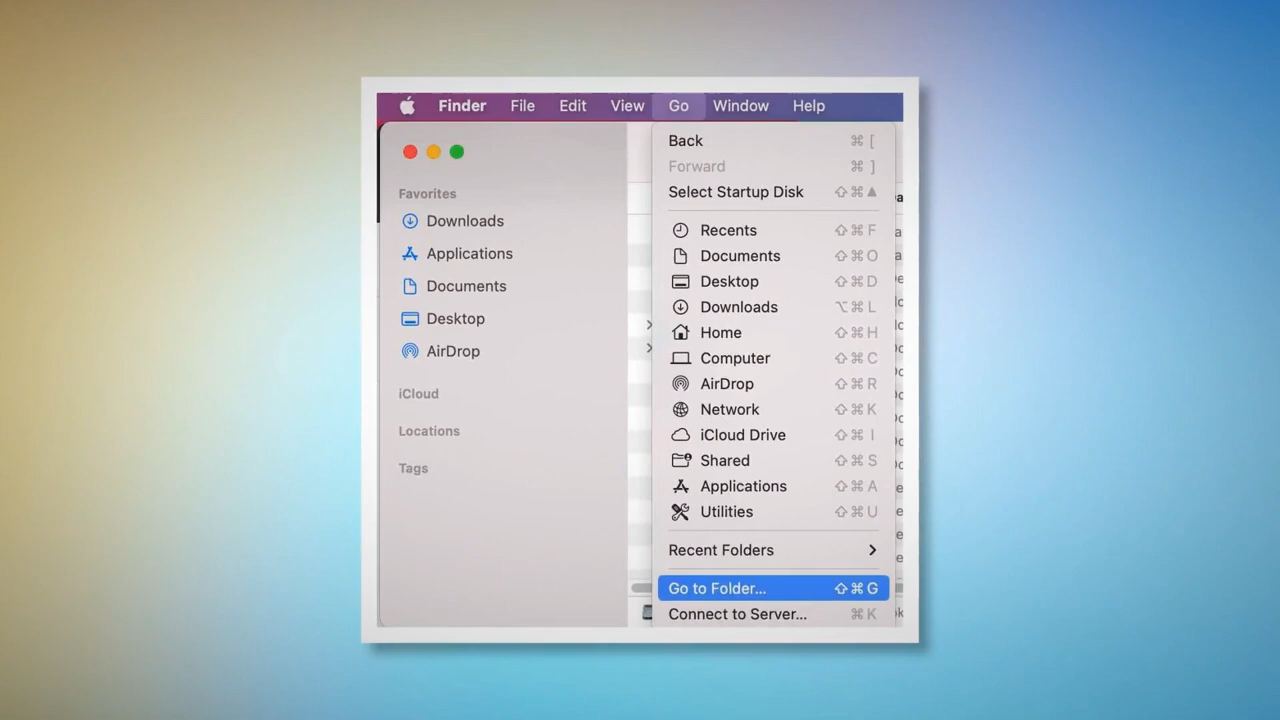 Finder File Edit View Go Window Help
Favorites
Downloads
Applications
Documents
Desktop
AirDrop
iCloud
Locations
Tags
Back ⌘ [
Forward ⌘ ]
Select Startup Disk ⇧⌘▲
Recents ⇧⌘F
Documents ⇧⌘O
Desktop ⇧⌘D
Downloads ⌥⌘L
Home ⇧⌘H
Computer ⇧⌘C
AirDrop ⇧⌘R
Network ⇧⌘K
iCloud Drive ⇧⌘I
Shared ⇧⌘S
Applications ⇧⌘A
Utilities ⇧⌘U
Recent Folders
Go to Folder... ⇧⌘G
Connect to Server... ⌘K